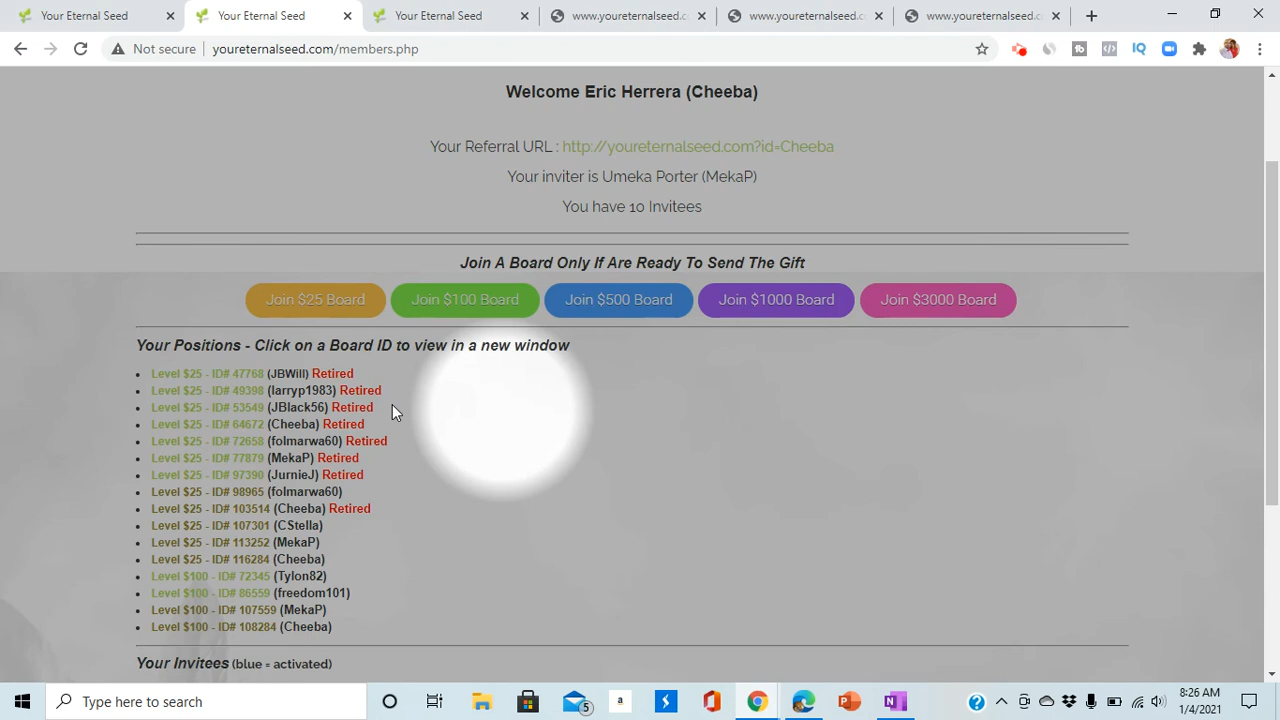 Your Eternal Seed
Your Eternal Seed
Your Eternal Seed
www.youreternalseed.co
www.youreternalseed.co
www.youreternalseed.co
Not secure
youreternalseed.com/members.php
IQ
Welcome Eric Herrera (Cheeba)
Your Referral URL : http://youreternalseed.com?id=Cheeba
Your inviter is Umeka Porter (MekaP)
You have 10 Invitees
Join A Board Only If Are Ready To Send The Gift
Join $25 Board Join $100 Board Join $500 Board Join $1000 Board Join $3000 Board
Your Positions - Click on a Board ID to view in a new window
Level $25 - ID# 47768 (JBWill) Retired
Level $25 - ID# 49398 (larryp1983) Retired
Level $25 - ID# 53549 (JBlack56) Retired
Level $25 - ID# 64672 (Cheeba) Retired
Level $25 - ID# 72658 (folmarwa60) Retired
Level $25 - ID# 77879 (MekaP) Retired
Level $25 - ID# 97390 (JurnieJ) Retired
Level $25 - ID# 98965 (folmarwa60)
Level $25 - ID# 103514 (Cheeba) Retired
Level $25 - ID# 107301 (CStella)
Level $25 - ID# 113252 (MekaP)
Level $25 - ID# 116284 (Cheeba)
Level $100 - ID# 72345 (Tylon82)
Level $100 - ID# 86559 (freedom101)
Level $100 - ID# 107559 (MekaP)
Level $100 - ID# 108284 (Cheeba)
Your Invitees (blue = activated)
Type here to search
5
a
8:26 AM
1/4/2021